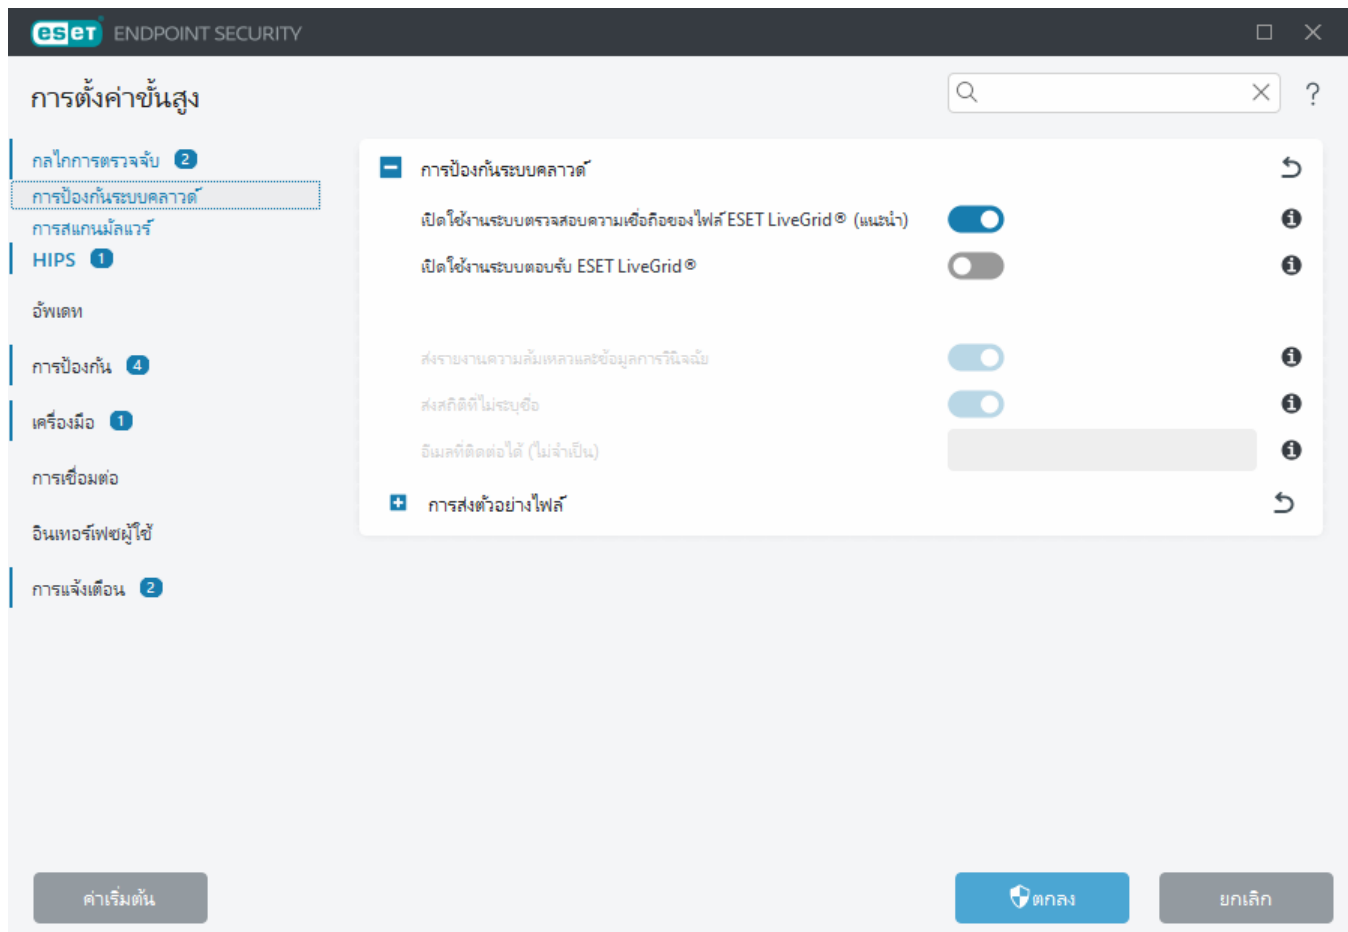 eset ENDPOINT SECURITY
การตั้งค่าขั้นสูง
?
กลไกการตรวจจับ 2
การป้องกันระบบคลาวด์
การสแกนมัลแวร์
HIPS 1
อัพเดท
การป้องกัน 4
เครื่องมือ 1
การเชื่อมต่อ
อินเทอร์เฟซผู้ใช้
การแจ้งเตือน 2
การป้องกันระบบคลาวด์
เปิดใช้งานระบบตรวจสอบความเชื่อถือของไฟล์ ESET LiveGrid® (แนะนำ)
เปิดใช้งานระบบตอบรับ ESET LiveGrid®
ส่งรายงานความล้มเหลวและข้อมูลการวินิจฉัย
ส่งสถิติที่ไม่ระบุชื่อ
อีเมลที่ติดต่อได้ (ไม่จำเป็น)
การส่งตัวอย่างไฟล์
ค่าเริ่มต้น
ตกลง
ยกเลิก